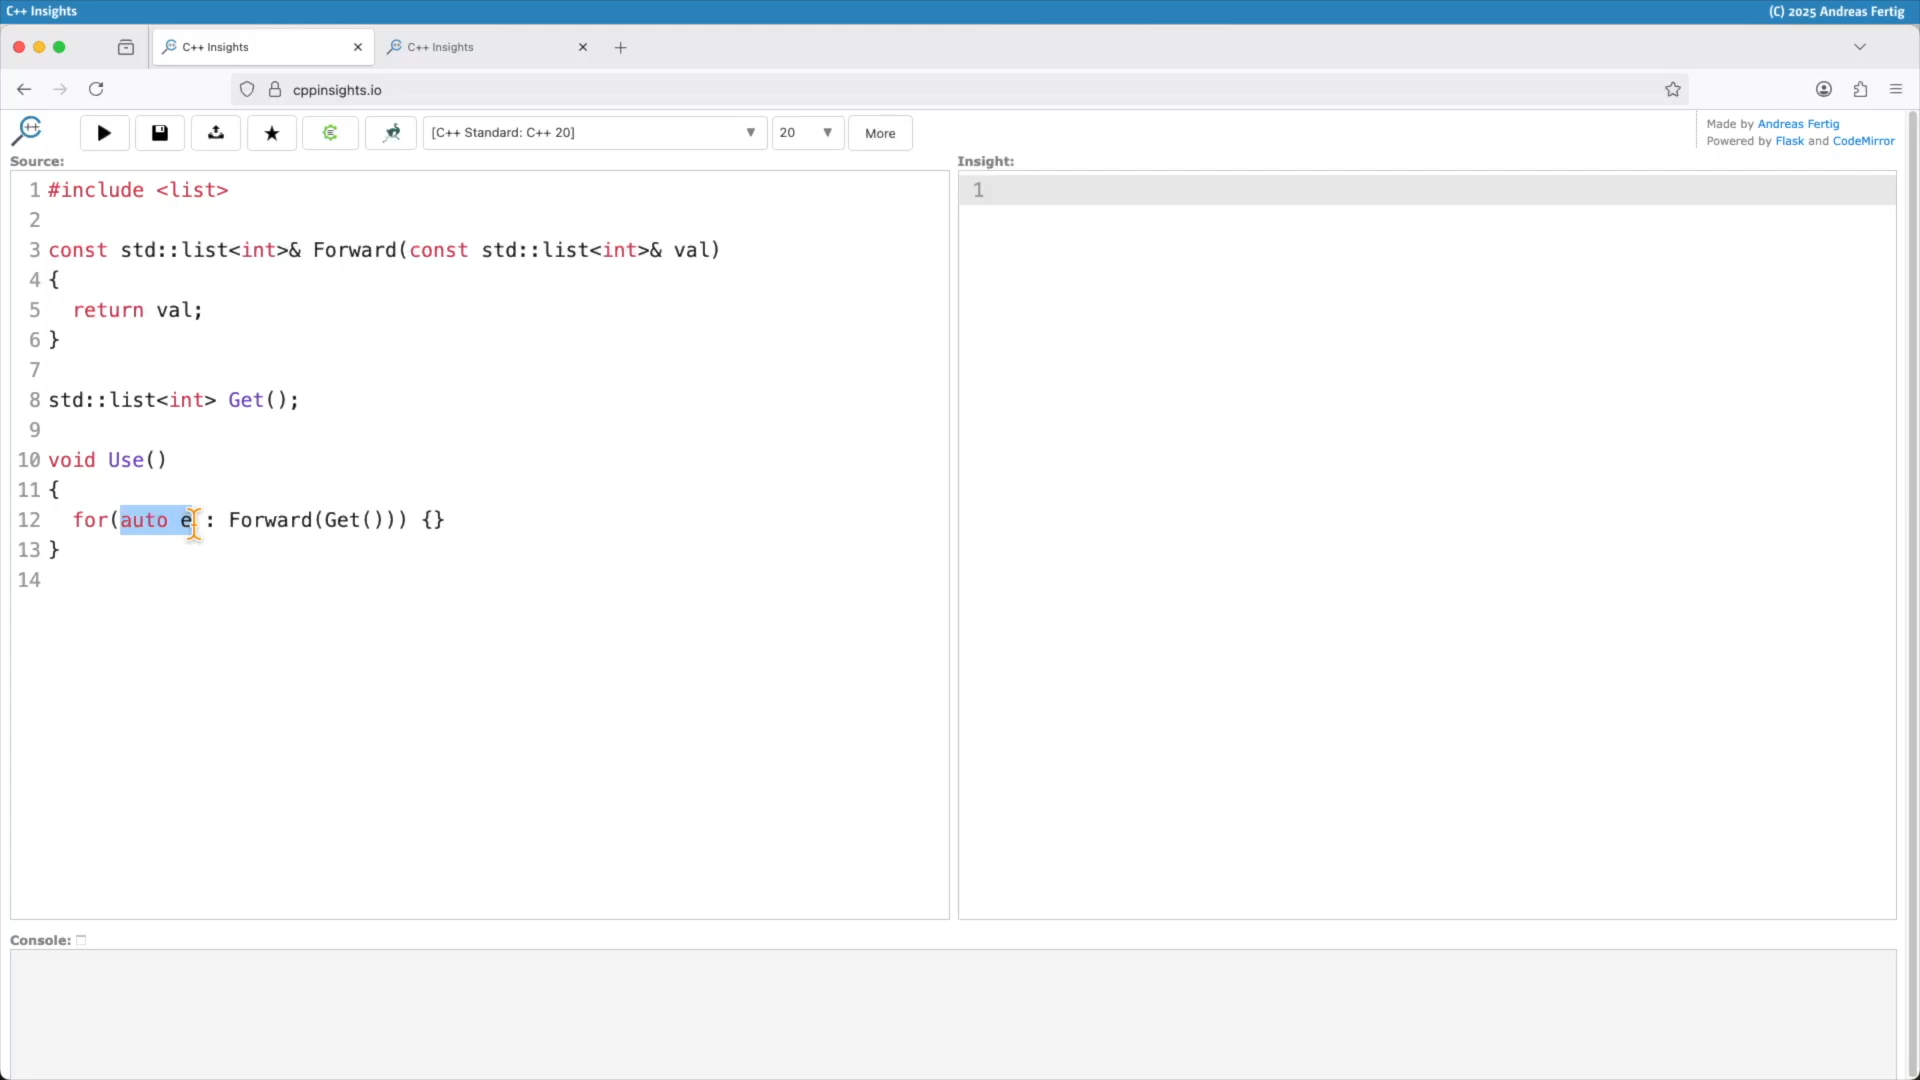 C++ Insights
(C) 2025 Andreas Fertig
C++ Insights
C++ Insights
cppinsights.io
[C++ Standard: C++ 20]
20
More
Made by Andreas Fertig
Powered by Flask and CodeMirror
Source:
1 #include <list>
2
3 const std::list<int>& Forward(const std::list<int>& val)
4 {
5   return val;
6 }
7
8 std::list<int> Get();
9
10 void Use()
11 {
12   for(auto e : Forward(Get())) {}
13 }
14
Insight:
1
Console: